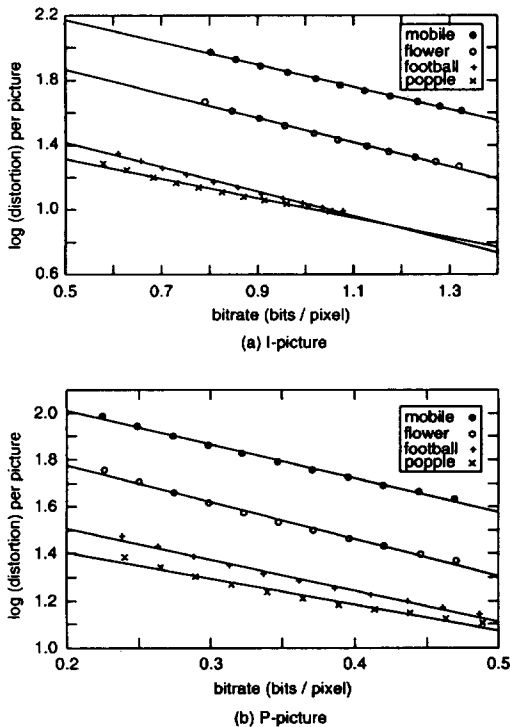 2.2
1.8
1.4
1.0
0.6
log (distortion) per picture
mobile
flower
football
popple
0.5
0.7
0.9
1.1
1.3
bitrate (bits / pixel)
(a) I-picture
2.0
1.8
1.6
1.4
1.2
1.0
log (distortion) per picture
mobile
flower
football
popple
0.2
0.3
0.4
0.5
bitrate (bits / pixel)
(b) P-picture